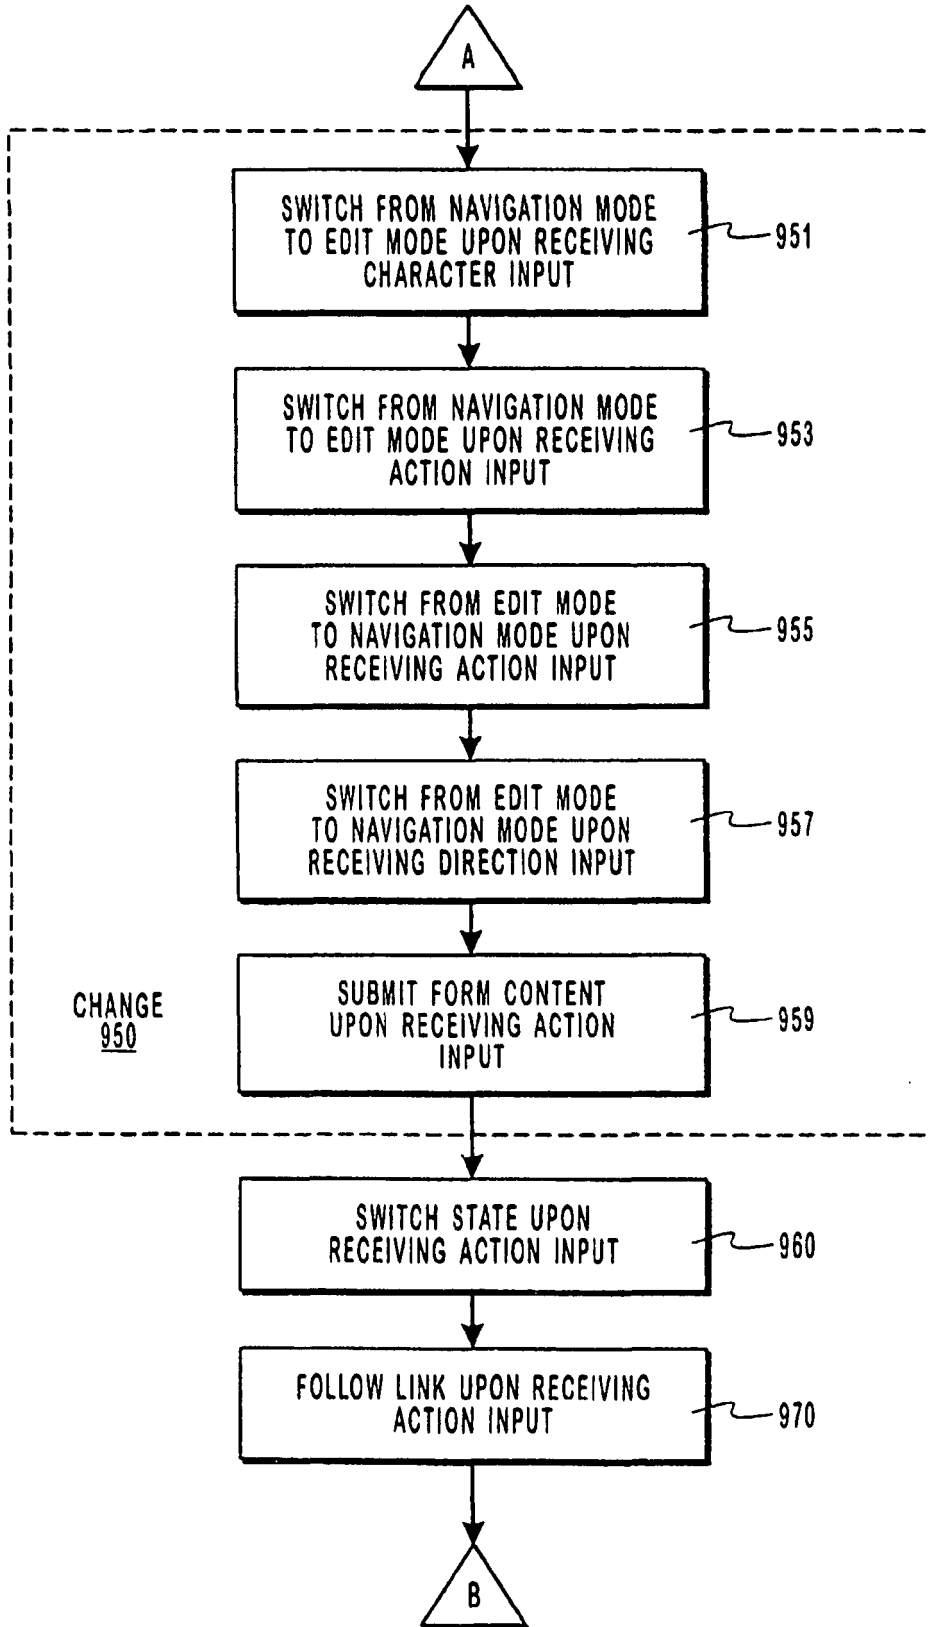 A
SWITCH FROM NAVIGATION MODE
TO EDIT MODE UPON RECEIVING
CHARACTER INPUT
951
SWITCH FROM NAVIGATION MODE
TO EDIT MODE UPON RECEIVING
ACTION INPUT
953
SWITCH FROM EDIT MODE
TO NAVIGATION MODE UPON
RECEIVING ACTION INPUT
955
SWITCH FROM EDIT MODE
TO NAVIGATION MODE UPON
RECEIVING DIRECTION INPUT
957
CHANGE
950
SUBMIT FORM CONTENT
UPON RECEIVING ACTION
INPUT
959
SWITCH STATE UPON
RECEIVING ACTION INPUT
960
FOLLOW LINK UPON RECEIVING
ACTION INPUT
970
B